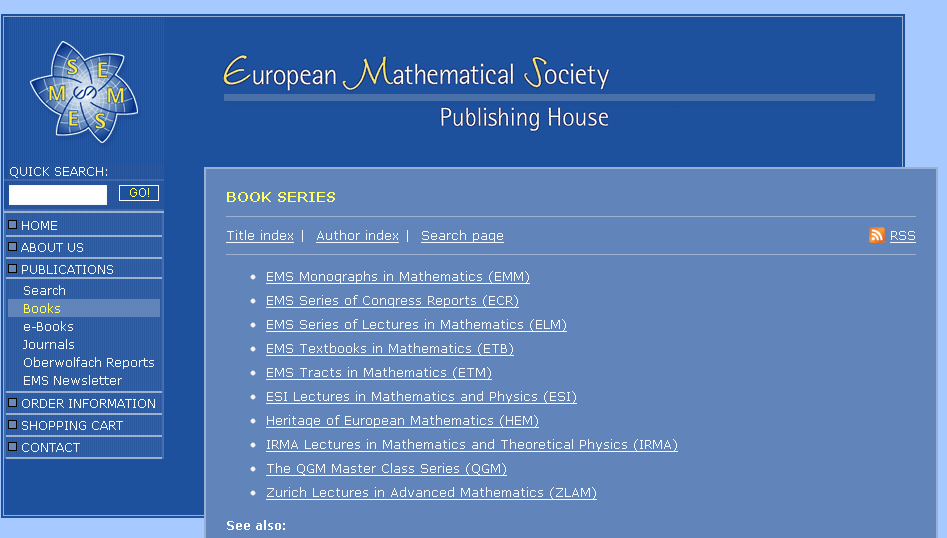 S E
M M
E S
European Mathematical Society
Publishing House
QUICK SEARCH:
GO!
HOME
ABOUT US
PUBLICATIONS
Search
Books
e-Books
Journals
Oberwolfach Reports
EMS Newsletter
ORDER INFORMATION
SHOPPING CART
CONTACT
BOOK SERIES
Title index | Author index | Search page RSS
EMS Monographs in Mathematics (EMM)
EMS Series of Congress Reports (ECR)
EMS Series of Lectures in Mathematics (ELM)
EMS Textbooks in Mathematics (ETB)
EMS Tracts in Mathematics (ETM)
ESI Lectures in Mathematics and Physics (ESI)
Heritage of European Mathematics (HEM)
IRMA Lectures in Mathematics and Theoretical Physics (IRMA)
The QGM Master Class Series (QGM)
Zurich Lectures in Advanced Mathematics (ZLAM)
See also: